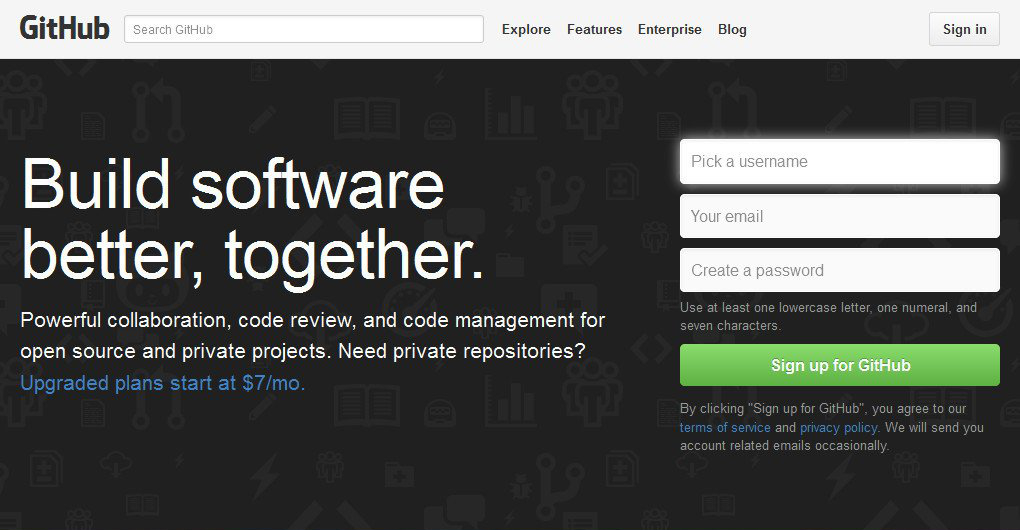 GitHub
Search GitHub
Explore
Features
Enterprise
Blog
Sign in
Build software
better, together.
Powerful collaboration, code review, and code management for
open source and private projects. Need private repositories?
Upgraded plans start at $7/mo.
Pick a username
Your email
Create a password
Use at least one lowercase letter, one numeral, and
seven characters.
Sign up for GitHub
By clicking "Sign up for GitHub", you agree to our
terms of service and privacy policy. We will send you
account related emails occasionally.